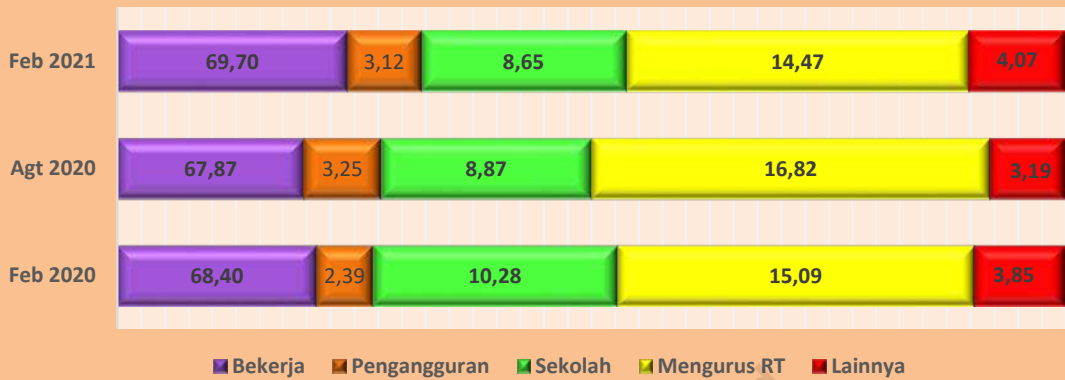 Feb 2021 69,70 3,12 8,65 14,47 4,07
Agt 2020 67,87 3,25 8,87 16,82 3,19
Feb 2020 68,40 2,39 10,28 15,09 3,85
Bekerja Pengangguran Sekolah Mengurus RT Lainnya